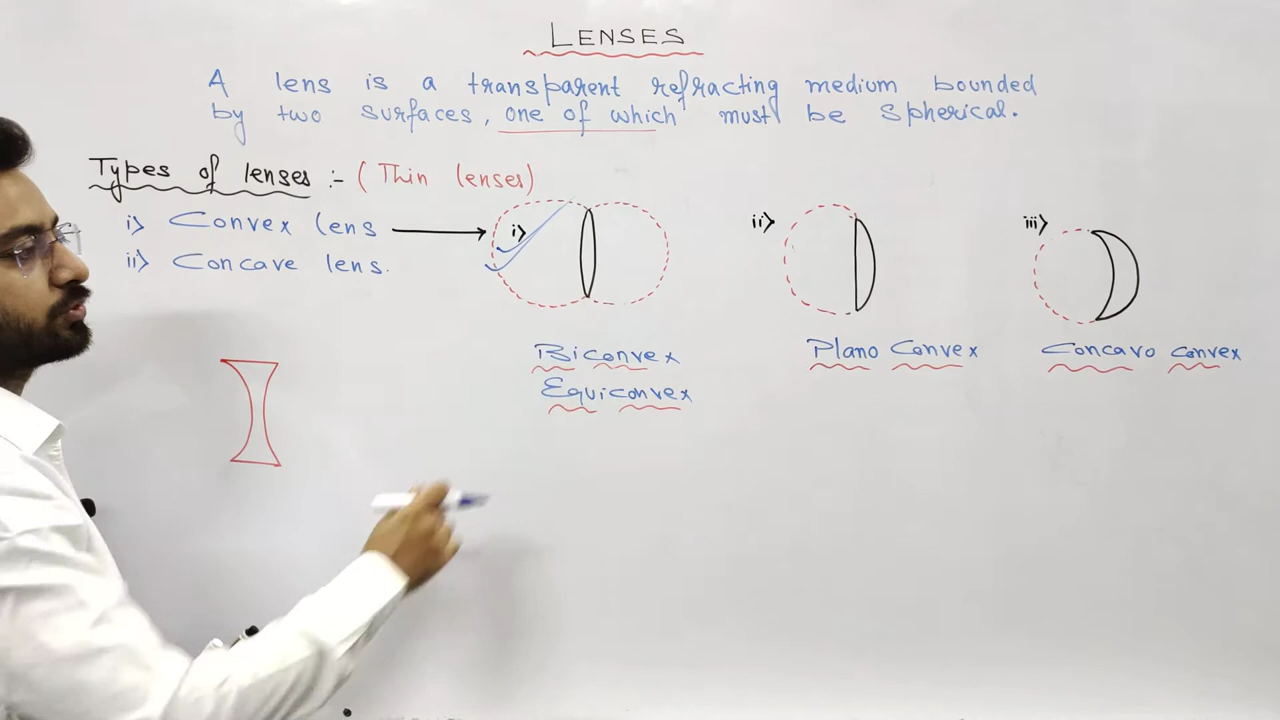 LENSES
A lens is a transparent refracting medium bounded
by two surfaces, one of which must be spherical.
Types of lenses :- (Thin lenses)
i) Convex lens
ii) Concave lens.
i)
ii)
iii)
Biconvex
Equiconvex
Plano Convex
Concavo convex